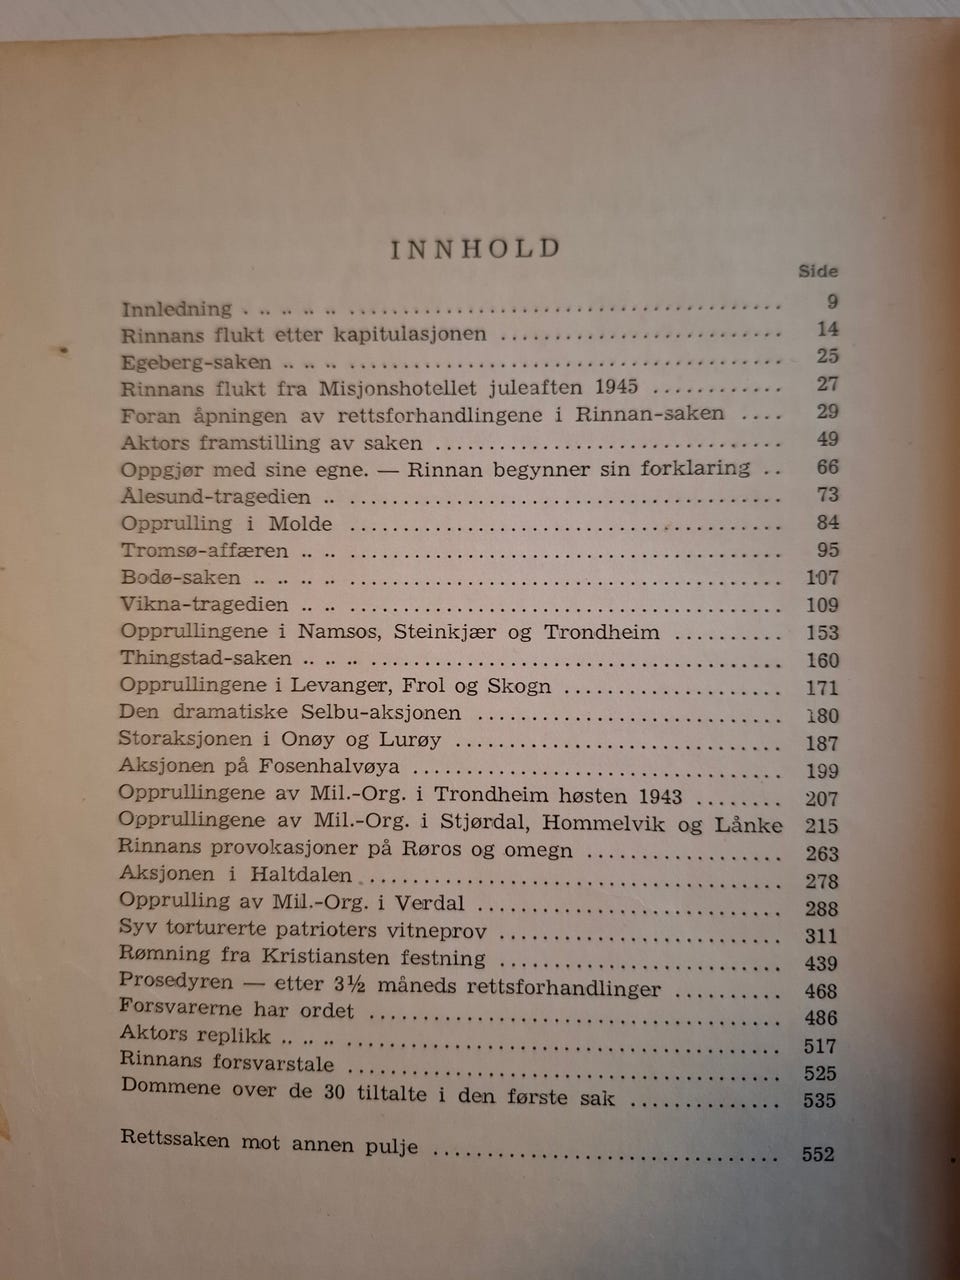 INNHOLD
Side
Innledning . .. .. .. .. ........................................ 9
Rinnans flukt etter kapitulasjonen .......................... 14
Egeberg-saken .. .. .. ........................................ 25
Rinnans flukt fra Misjonshotellet juleaften 1945 ............ 27
Foran åpningen av rettsforhandlingene i Rinnan-saken .... 29
Aktors framstilling av saken ................................ 49
Oppgjør med sine egne. — Rinnan begynner sin forklaring .. 66
Ålesund-tragedien .. ........................................ 73
Opprulling i Molde ........................................ 84
Tromsø-affæren .. .. ........................................ 95
Bodø-saken .. .. .. .. ........................................ 107
Vikna-tragedien .. .. ........................................ 109
Opprullingene i Namsos, Steinkjær og Trondheim .......... 153
Thingstad-saken .. .. .. ...................................... 160
Opprullingene i Levanger, Frol og Skogn .................... 171
Den dramatiske Selbu-aksjonen ............................ 180
Storaksjonen i Onøy og Lurøy .............................. 187
Aksjonen på Fosenhalvøya .................................. 199
Opprullingene av Mil.-Org. i Trondheim høsten 1943 ........ 207
Opprullingene av Mil.-Org. i Stjørdal, Hommelvik og Lånke 215
Rinnans provokasjoner på Røros og omegn .................. 263
Aksjonen i Haltdalen ...................................... 278
Opprulling av Mil.-Org. i Verdal ............................ 288
Syv torturerte patrioters vitneprov .......................... 311
Rømning fra Kristiansten festning .......................... 439
Prosedyren — etter 3½ måneds rettsforhandlinger .......... 468
Forsvarerne har ordet ...................................... 486
Aktors replikk .. .. .. ........................................ 517
Rinnans forsvarstale ........................................ 525
Dommene over de 30 tiltalte i den første sak .............. 535
Rettssaken mot annen pulje ................................ 552